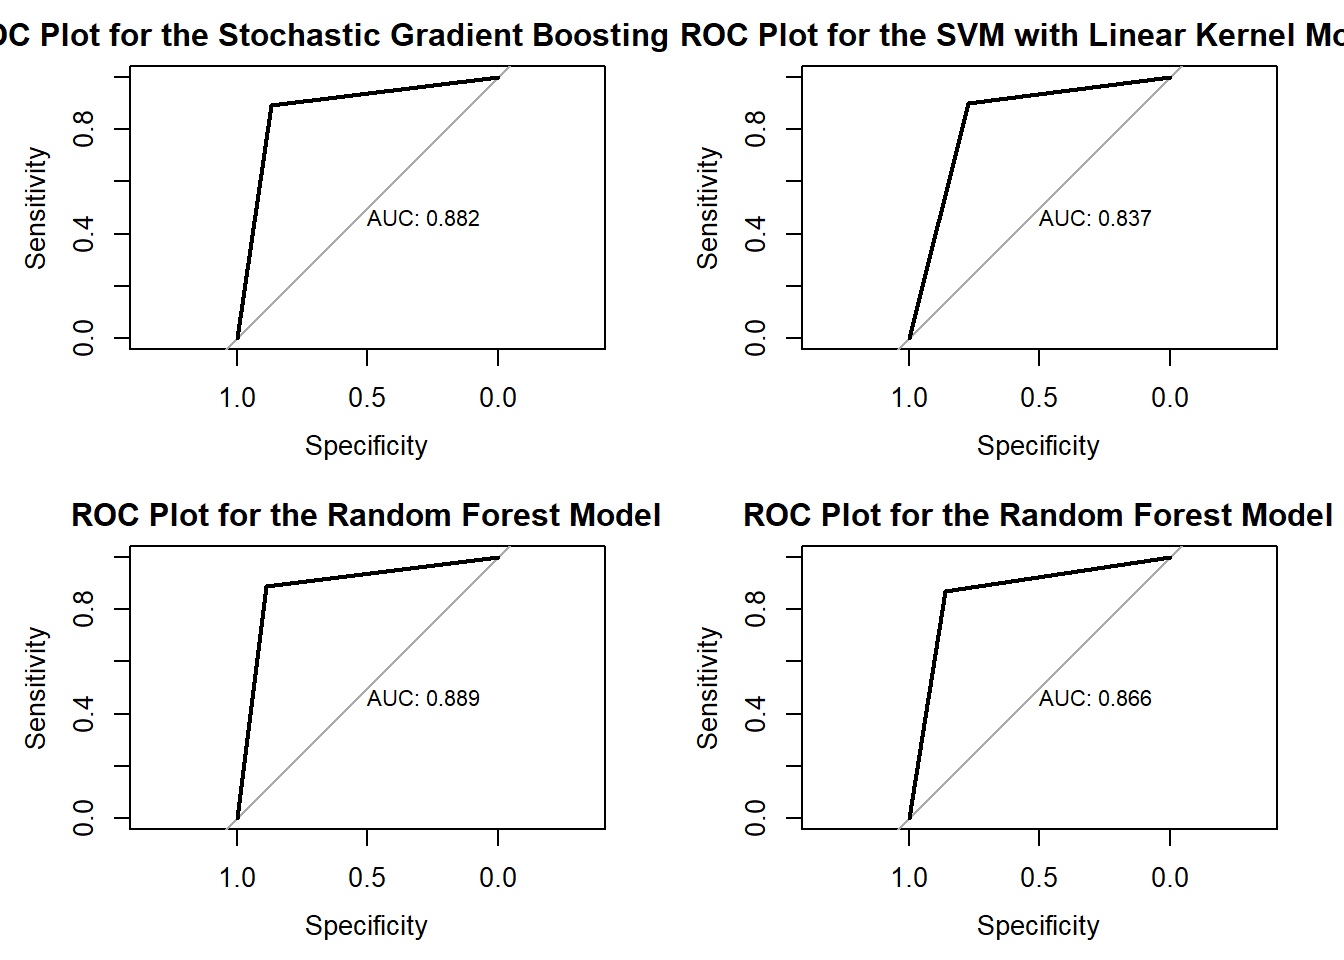 OC Plot for the Stochastic Gradient Boosting
Sensitivity
0.0 0.4 0.8
AUC: 0.882
1.0 0.5 0.0
Specificity
ROC Plot for the SVM with Linear Kernel Mo
Sensitivity
0.0 0.4 0.8
AUC: 0.837
1.0 0.5 0.0
Specificity
ROC Plot for the Random Forest Model
Sensitivity
0.0 0.4 0.8
AUC: 0.889
1.0 0.5 0.0
Specificity
ROC Plot for the Random Forest Model
Sensitivity
0.0 0.4 0.8
AUC: 0.866
1.0 0.5 0.0
Specificity